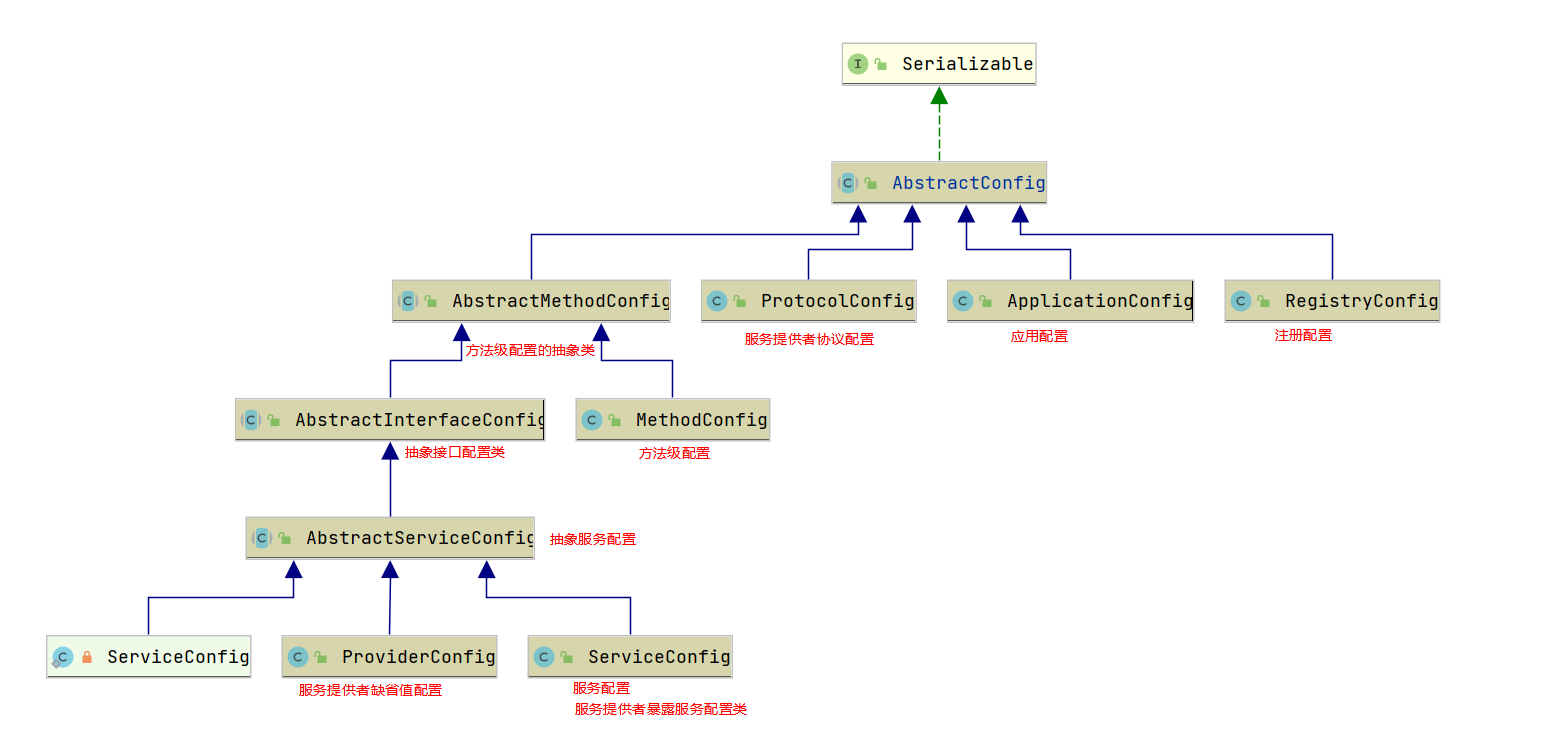 I Serializable
C AbstractConfig
C AbstractMethodConfig
C ProtocolConfig
C ApplicationConfig
C RegistryConfig
方法级配置的抽象类
服务提供者协议配置
应用配置
注册配置
C AbstractInterfaceConfig
C MethodConfig
抽象接口配置类
方法级配置
C AbstractServiceConfig
抽象服务配置
C ServiceConfig
C ProviderConfig
C ServiceConfig
服务提供者缺省值配置
服务配置
服务提供者暴露服务配置类